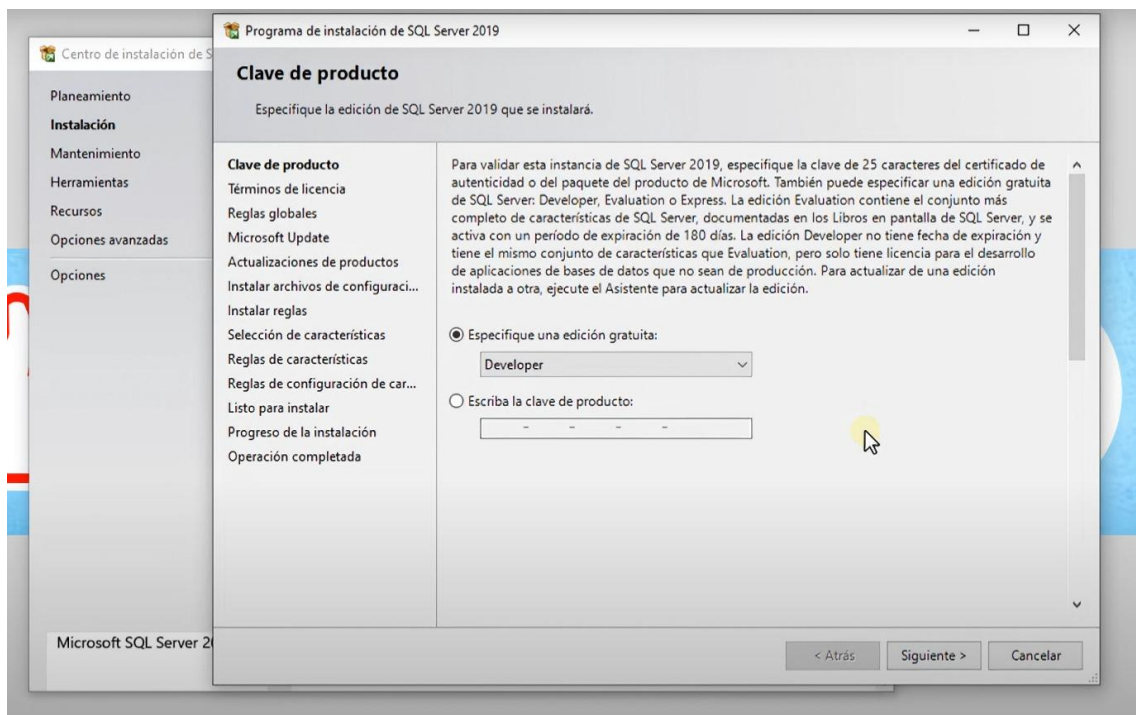 Programa de instalación de SQL Server 2019
Centro de instalación de S
Clave de producto
Especifique la edición de SQL Server 2019 que se instalará.
Planeamiento
Instalación
Mantenimiento
Herramientas
Recursos
Opciones avanzadas
Opciones
Clave de producto
Términos de licencia
Reglas globales
Microsoft Update
Actualizaciones de productos
Instalar archivos de configuraci...
Instalar reglas
Selección de características
Reglas de características
Reglas de configuración de car...
Listo para instalar
Progreso de la instalación
Operación completada
Para validar esta instancia de SQL Server 2019, especifique la clave de 25 caracteres del certificado de
autenticidad o del paquete del producto de Microsoft. También puede especificar una edición gratuita
de SQL Server: Developer, Evaluation o Express. La edición Evaluation contiene el conjunto más
completo de características de SQL Server, documentadas en los Libros en pantalla de SQL Server, y se
activa con un período de expiración de 180 días. La edición Developer no tiene fecha de expiración y
tiene el mismo conjunto de características que Evaluation, pero solo tiene licencia para el desarrollo
de aplicaciones de bases de datos que no sean de producción. Para actualizar de una edición
instalada a otra, ejecute el Asistente para actualizar la edición.
Especifique una edición gratuita:
Developer
Escriba la clave de producto:
- - - -
Microsoft SQL Server 20
< Atrás
Siguiente >
Cancelar